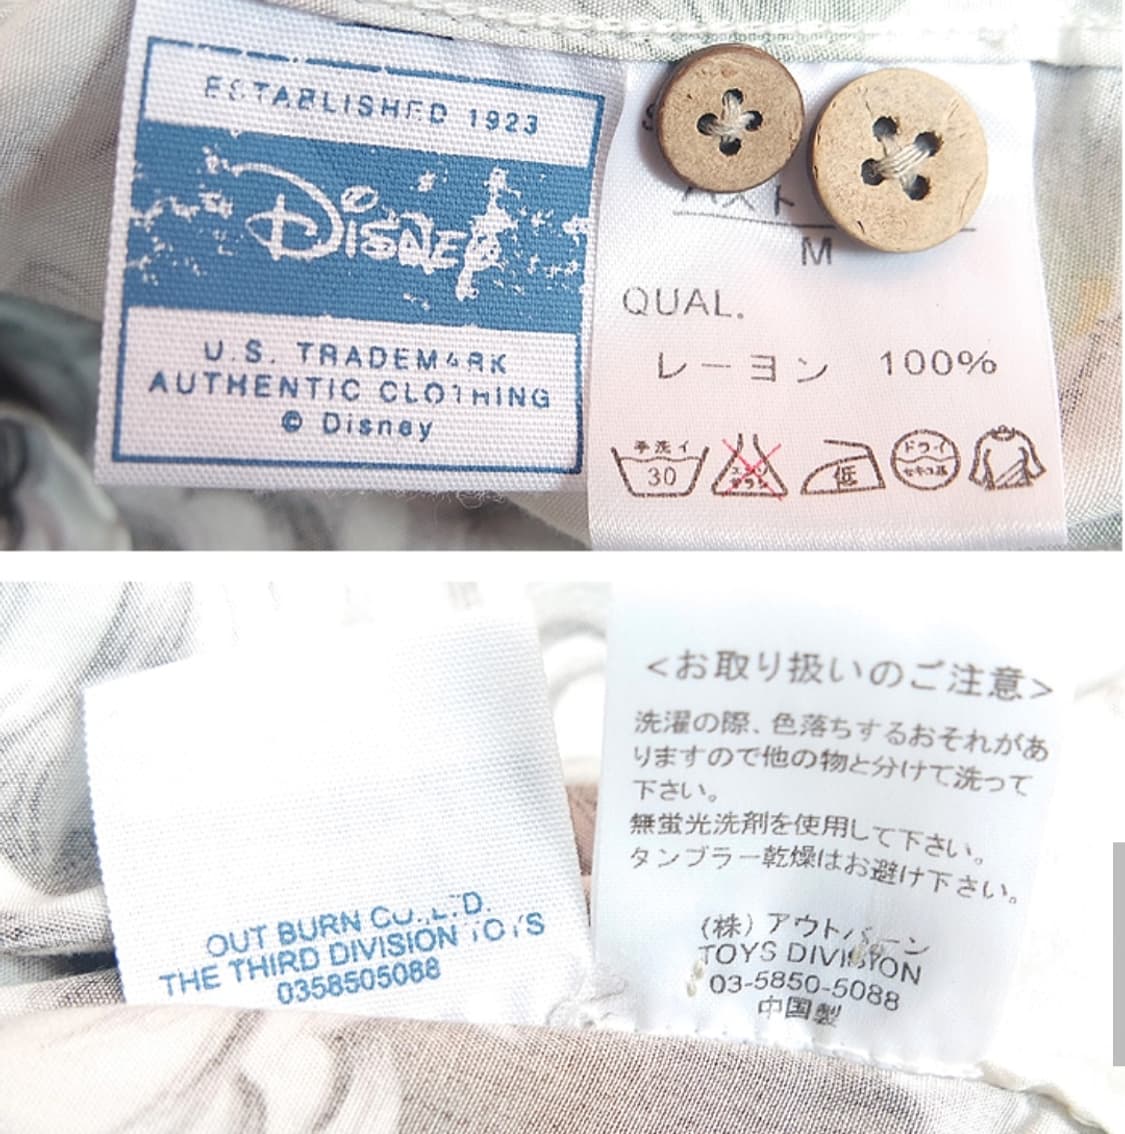 ESTABLISHED 1923
Disney
U.S. TRADEMARK
AUTHENTIC CLOTHING
© Disney
M
QUAL.
レーヨン 100%
手洗イ
30
低
ドライ
セキユ系
OUT BURN CO.,LTD.
THE THIRD DIVISION TOYS
0358505088
<お取り扱いのご注意>
洗濯の際、色落ちするおそれがあ
りますので他の物と分けて洗って
下さい。
無蛍光洗剤を使用して下さい。
タンブラー乾燥はお避け下さい。
(株)アウトバーン
TOYS DIVISION
03-5850-5088
中国製